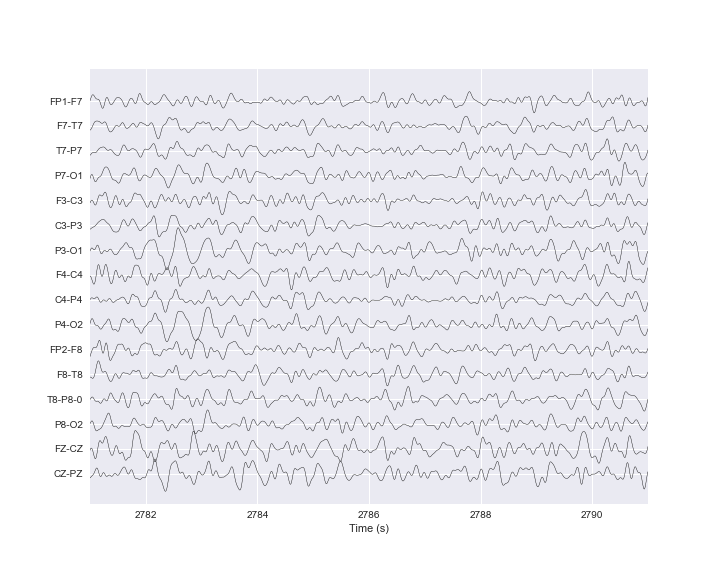 FP1-F7
F7-T7
T7-P7
P7-O1
F3-C3
C3-P3
P3-O1
F4-C4
C4-P4
P4-O2
FP2-F8
F8-T8
T8-P8-0
P8-O2
FZ-CZ
CZ-PZ
2782 2784 2786 2788 2790
Time (s)